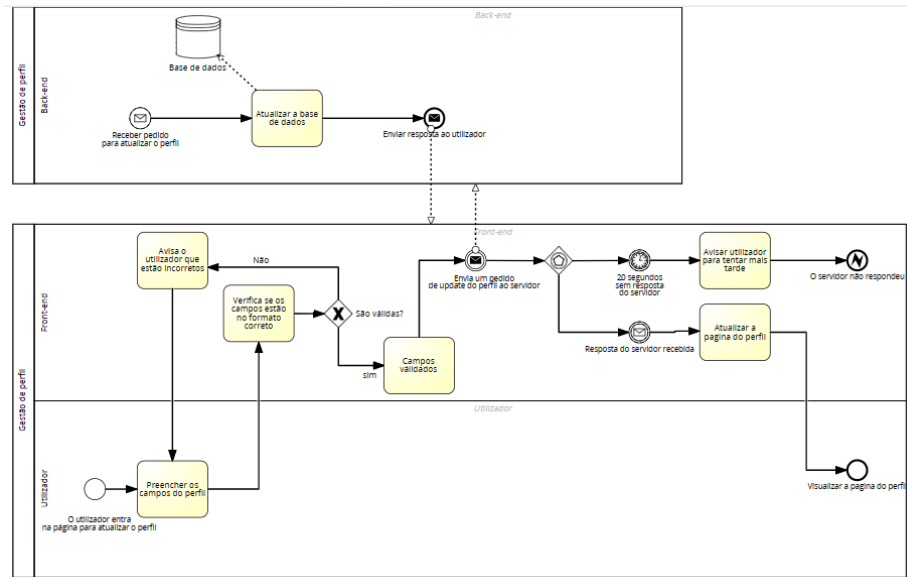 Back-end
Gestão de perfil
Back-end
Base de dados
Atualizar a base
de dados
Receber pedido
para atualizar o perfil
Enviar resposta ao utilizador
Front-end
Gestão de perfil
Front-end
Avisa o
utilizador que
estão incorretos
Não
Verifica se os
campos estão
no formato
correto
São válidas?
sim
Campos
válidados
Envia um pedido
de update do perfil ao servidor
20 segundos
sem resposta
do servidor
Avisar utilizador
para tentar mais
tarde
O servidor não respondeu
Resposta do servidor recebida
Atualizar a
pagina do perfil
Utilizador
Utilizador
Preencher os
campos do perfil
O utilizador entra
na página para atualizar o perfil
Visualizar a pagina do perfil